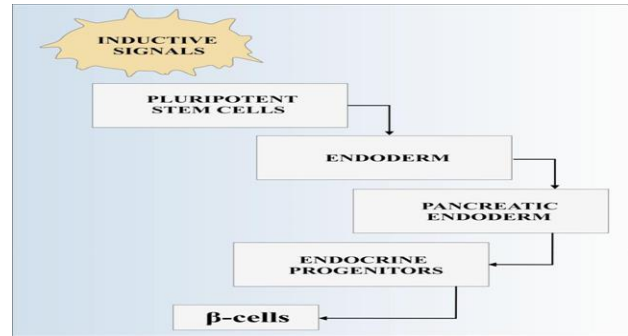 INDUCTIVE
SIGNALS
PLURIPOTENT
STEM CELLS
ENDODERM
PANCREATIC
ENDODERM
ENDOCRINE
PROGENITORS
β-cells